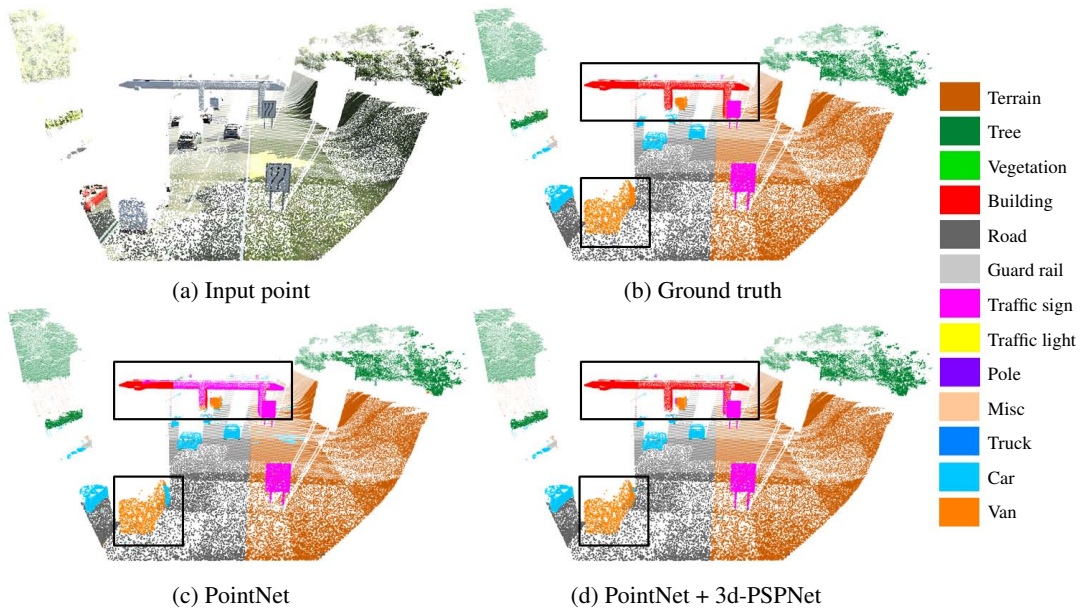 (a) Input point
(b) Ground truth
(c) PointNet
(d) PointNet + 3d-PSPNet
Terrain
Tree
Vegetation
Building
Road
Guard rail
Traffic sign
Traffic light
Pole
Misc
Truck
Car
Van